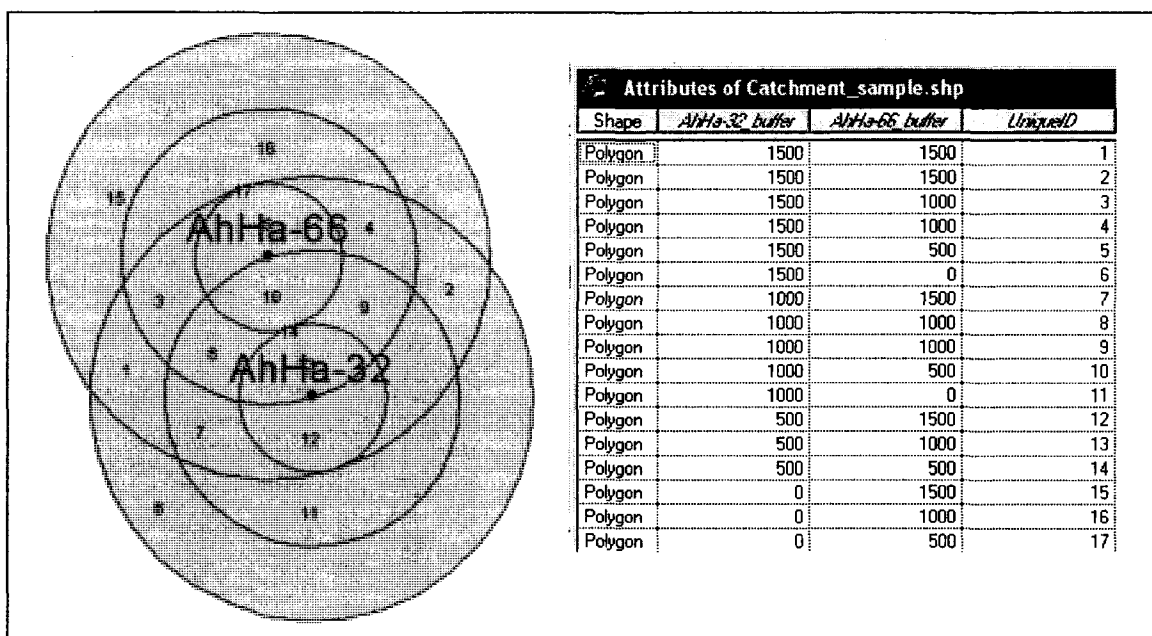 16
15
17
AhHa-66
4
2
10
3
9
14
6
AhHa-32
1
7
12
6
11
Attributes of Catchment_sample.shp
Shape AhHa-32_buffer AhHa-66_buffer UniqueID
Polygon 1500 1500 1
Polygon 1500 1500 2
Polygon 1500 1000 3
Polygon 1500 1000 4
Polygon 1500 500 5
Polygon 1500 0 6
Polygon 1000 1500 7
Polygon 1000 1000 8
Polygon 1000 1000 9
Polygon 1000 500 10
Polygon 1000 0 11
Polygon 500 1500 12
Polygon 500 1000 13
Polygon 500 500 14
Polygon 0 1500 15
Polygon 0 1000 16
Polygon 0 500 17